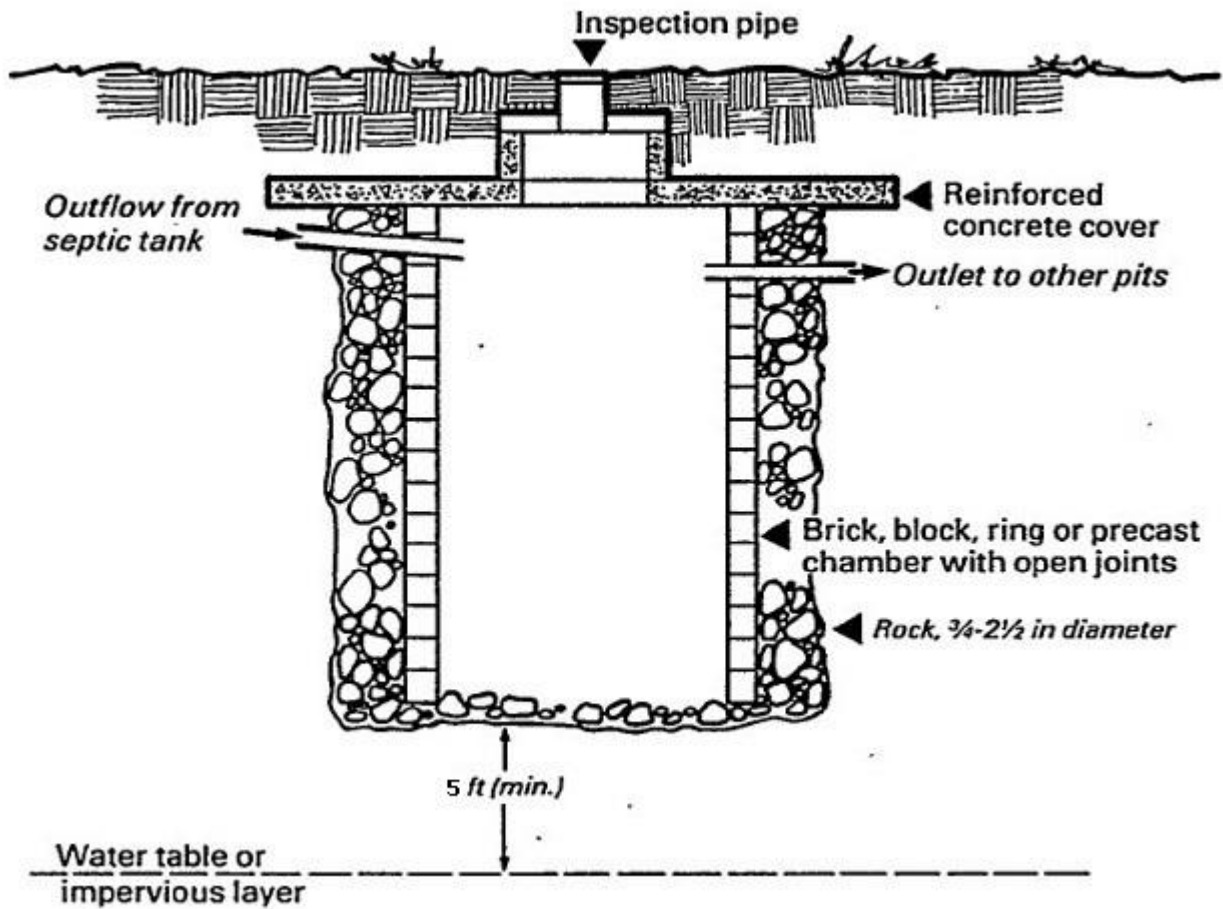 Inspection pipe
Outflow from
septic tank
Reinforced
concrete cover
Outlet to other pits
Brick, block, ring or precast
chamber with open joints
Rock, ¾-2½ in diameter
5 ft (min.)
Water table or
impervious layer